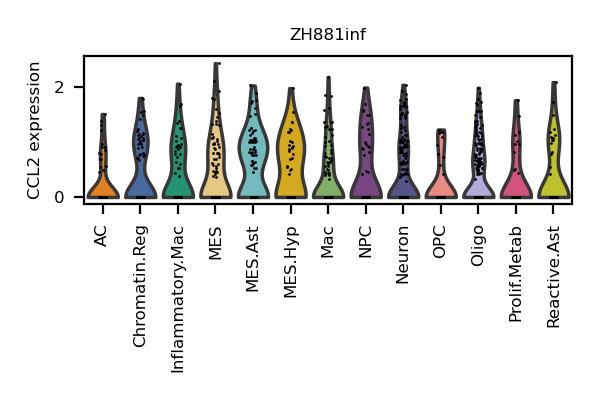 ZH881inf
CCL2 expression
2
0
AC
Chromatin.Reg
Inflammatory.Mac
MES
MES.Ast
MES.Hyp
Mac
NPC
Neuron
OPC
Oligo
Prolif.Metab
Reactive.Ast